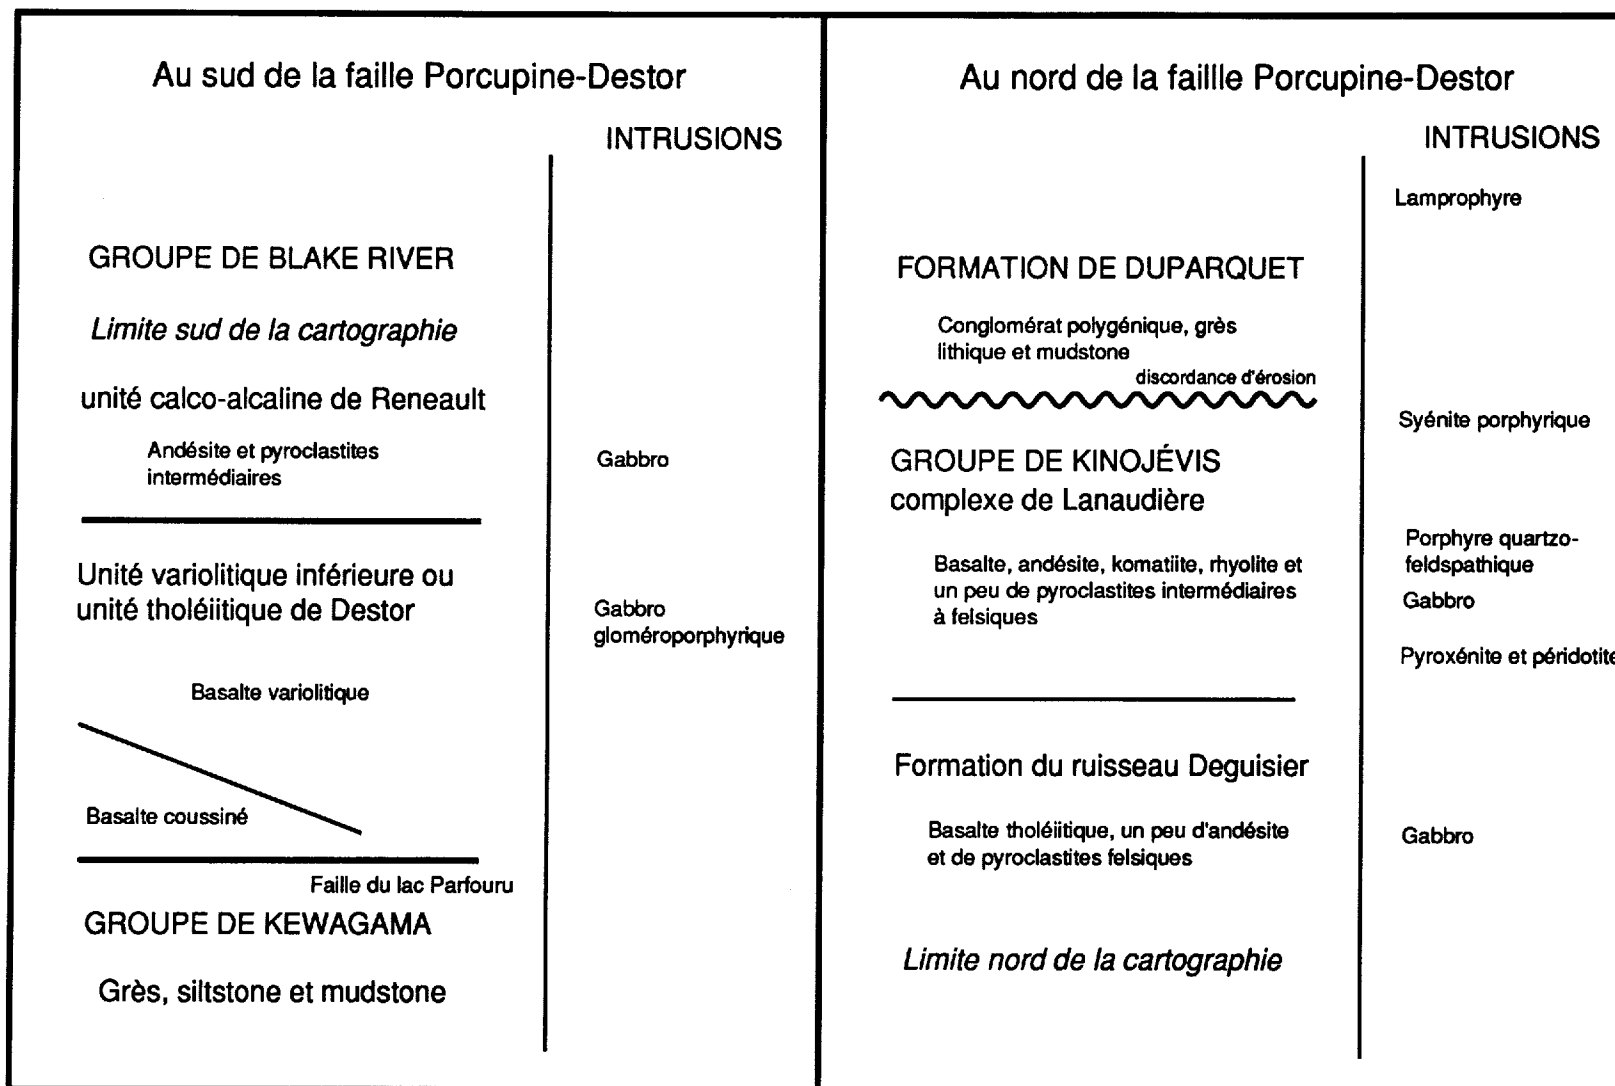 Au sud de la faille Porcupine-Destor
INTRUSIONS
GROUPE DE BLAKE RIVER
Limite sud de la cartographie
unité calco-alcaline de Reneault
Andésite et pyroclastites
intermédiaires
Gabbro
Unité variolitique inférieure ou
unité tholéiitique de Destor
Gabbro
gloméroporphyrique
Basalte variolitique
Basalte coussiné
Faille du lac Parfouru
GROUPE DE KEWAGAMA
Grès, siltstone et mudstone
Au nord de la faillle Porcupine-Destor
INTRUSIONS
Lamprophyre
FORMATION DE DUPARQUET
Conglomérat polygénique, grès
lithique et mudstone
discordance d'érosion
Syénite porphyrique
GROUPE DE KINOJÉVIS
complexe de Lanaudière
Basalte, andésite, komatiite, rhyolite et
un peu de pyroclastites intermédiaires
à felsiques
Porphyre quartzo-
feldspathique
Gabbro
Pyroxénite et péridotite
Formation du ruisseau Deguisier
Basalte tholéiitique, un peu d'andésite
et de pyroclastites felsiques
Gabbro
Limite nord de la cartographie